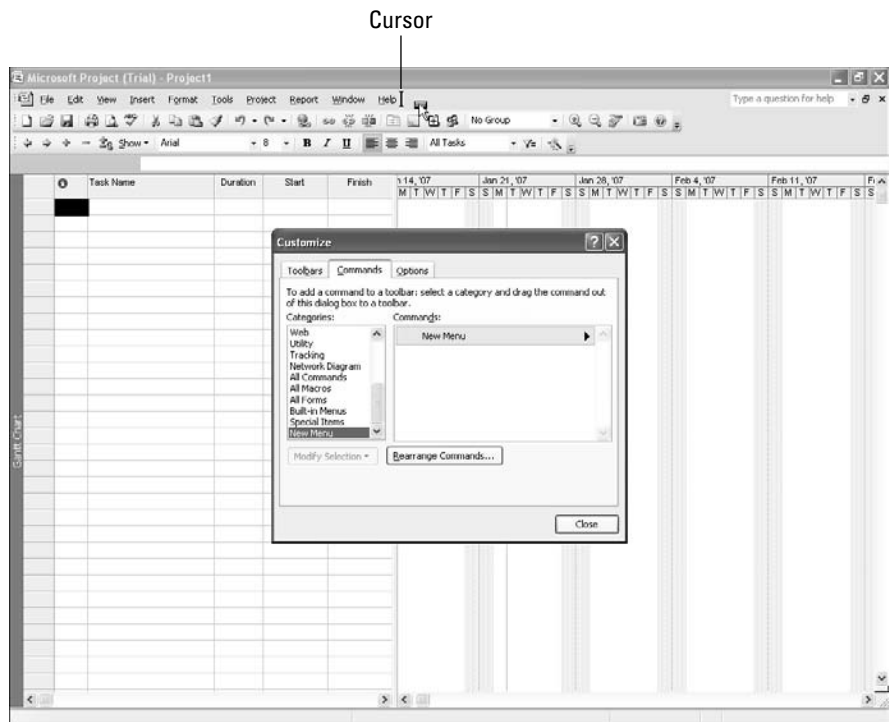 Cursor
Microsoft Project (Trial) - Project1
File Edit View Insert Format Tools Project Report Window Help
Type a question for help
No Group
Show Arial 8 B I U All Tasks
Task Name Duration Start Finish 14, '07 Jan 21, '07 Jan 28, '07 Feb 4, '07 Feb 11, '07
M T W T F S S M T W T F S S M T W T F S S M T W T F S S M T W T F S S
Customize
Toolbars Commands Options
To add a command to a toolbar: select a category and drag the command out
of this dialog box to a toolbar.
Categories: Commands:
Web
New Menu
Utility
Tracking
Network Diagram
All Commands
All Macros
All Forms
Built-in Menus
Special Items
New Menu
Modify Selection Rearrange Commands...
Close
Gantt Chart